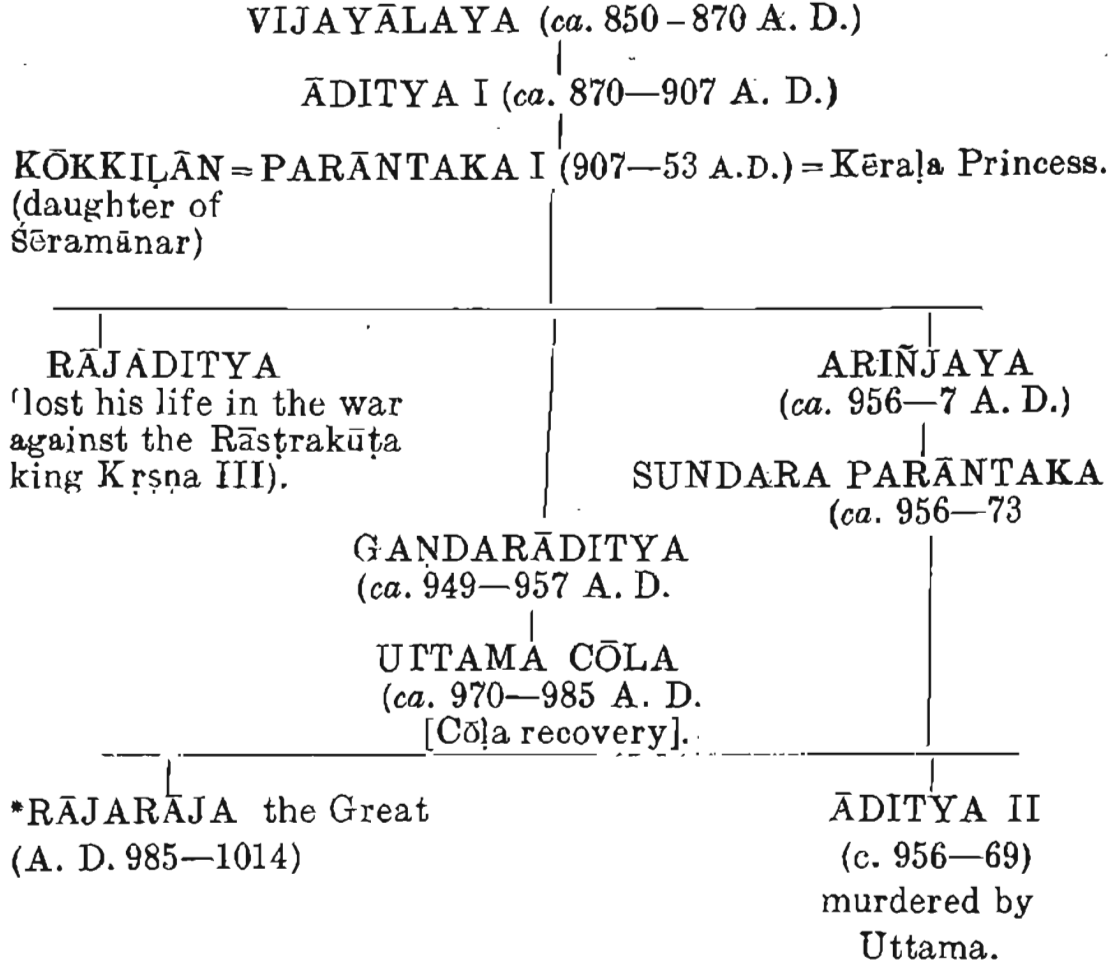 VIJAYĀLAYA (ca. 850–870 A. D.)
ĀDITYA I (ca. 870—907 A. D.)
KŌKKIḶĀN = PARĀNTAKA I (907—53 A.D.) = Kēraḷa Princess.
(daughter of
Śēramānar)
RĀJĀDITYA
'lost his life in the war
against the Rāsṭrakūṭa
king Kṛṣṇa III).
ARIÑJAYA
(ca. 956—7 A. D.)
SUNDARA PARĀNTAKA
(ca. 956—73
GAṆDARĀDITYA
(ca. 949—957 A. D.
UTTAMA CŌLA
(ca. 970—985 A. D.
[Cōḷa recovery].
*RĀJARĀJA the Great
(A. D. 985—1014)
ĀDITYA II
(c. 956—69)
murdered by
Uttama.